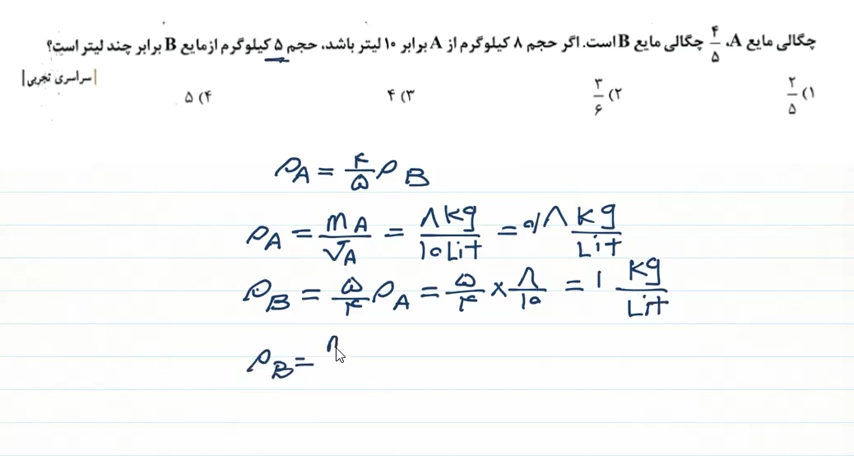 چگالی مایع A، ۴/۵ چگالی مایع B است. اگر حجم ۸ کیلوگرم از A برابر ۱۰ لیتر باشد، حجم ۵ کیلوگرم از مایع B برابر چند لیتر است؟
|سراسری تجربی|
۱) ۲/۵ ۲) ۳/۶ ۳) ۴ ۴) ۵
ρA = ۴/۵ ρB
ρA = mA/VA = ۸kg/۱۰Lit = ۰/۸ kg/Lit
ρB = ۵/۴ ρA = ۵/۴ × ۸/۱۰ = ۱ kg/Lit
ρB =